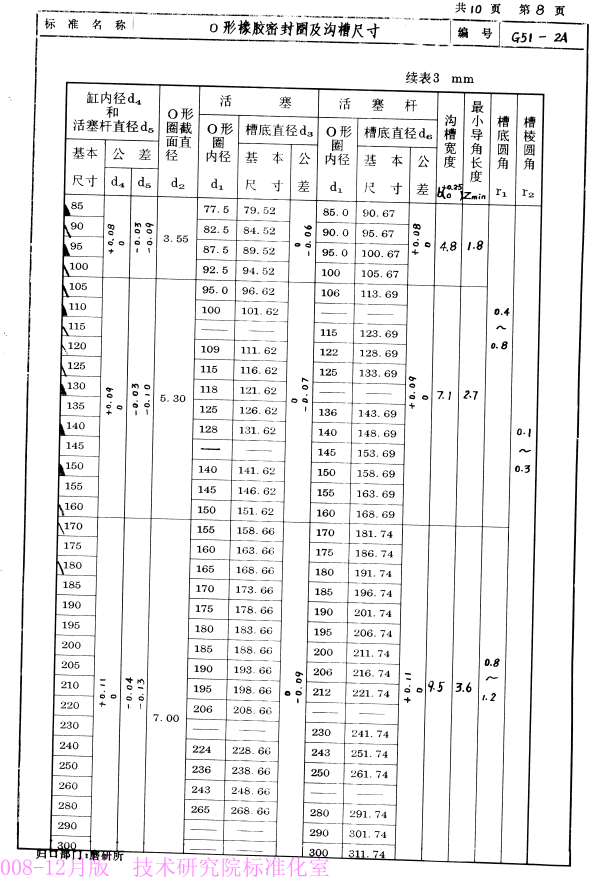 共10页 第8页
标准名称 O形橡胶密封圈及沟槽尺寸 编号 G51-2A
续表3 mm
缸内径d₄和活塞杆直径d₅ O形圈截面直径 活塞 活塞杆 沟槽宽度 最小导角长度 槽底圆角 槽棱圆角
O形圈内径 槽底直径d₃ O形圈内径 槽底直径d₆
基本尺寸 公差 基本尺寸 公差 基本尺寸 公差
d₄ d₅ d₂ d₁ d₁ b(+0.25 0) Zmin r₁ r₂
85 +0.08 0 -0.03 -0.09 3.55 77.5 79.52 0 -0.06 85.0 90.67 +0.08 0 4.8 1.8 0.4~0.8 0.1~0.3
90 82.5 84.52 90.0 95.67
95 87.5 89.52 95.0 100.67
100 92.5 94.52 100 105.67
105 +0.09 0 -0.03 -0.10 5.30 95.0 96.62 0 -0.07 106 113.69 +0.09 0 7.1 2.7
110 100 101.62 — —
115 — — 115 123.69
120 109 111.62 122 128.69
125 115 116.62 125 133.69
130 118 121.62 — —
135 125 126.62 136 143.69
140 128 131.62 140 148.69
145 — — 145 153.69
150 140 141.62 150 158.69
155 145 146.62 155 163.69
160 150 151.62 160 168.69
170 +0.11 0 -0.04 -0.13 7.00 155 158.66 0 -0.09 170 181.74 +0.11 0 9.5 3.6 0.8~1.2
175 160 163.66 175 186.74
180 165 168.66 180 191.74
185 170 173.66 185 196.74
190 175 178.66 190 201.74
195 180 183.66 195 206.74
200 185 188.66 200 211.74
205 190 193.66 206 216.74
210 195 198.66 212 221.74
220 206 208.66 — —
230 — — 230 241.74
240 224 228.66 243 251.74
250 236 238.66 250 261.74
260 243 248.66 — —
280 265 268.66 280 291.74
290 — — 290 301.74
300 — — 300 311.74
归口部门:磨研所
008-12月版 技术研究院标准化室